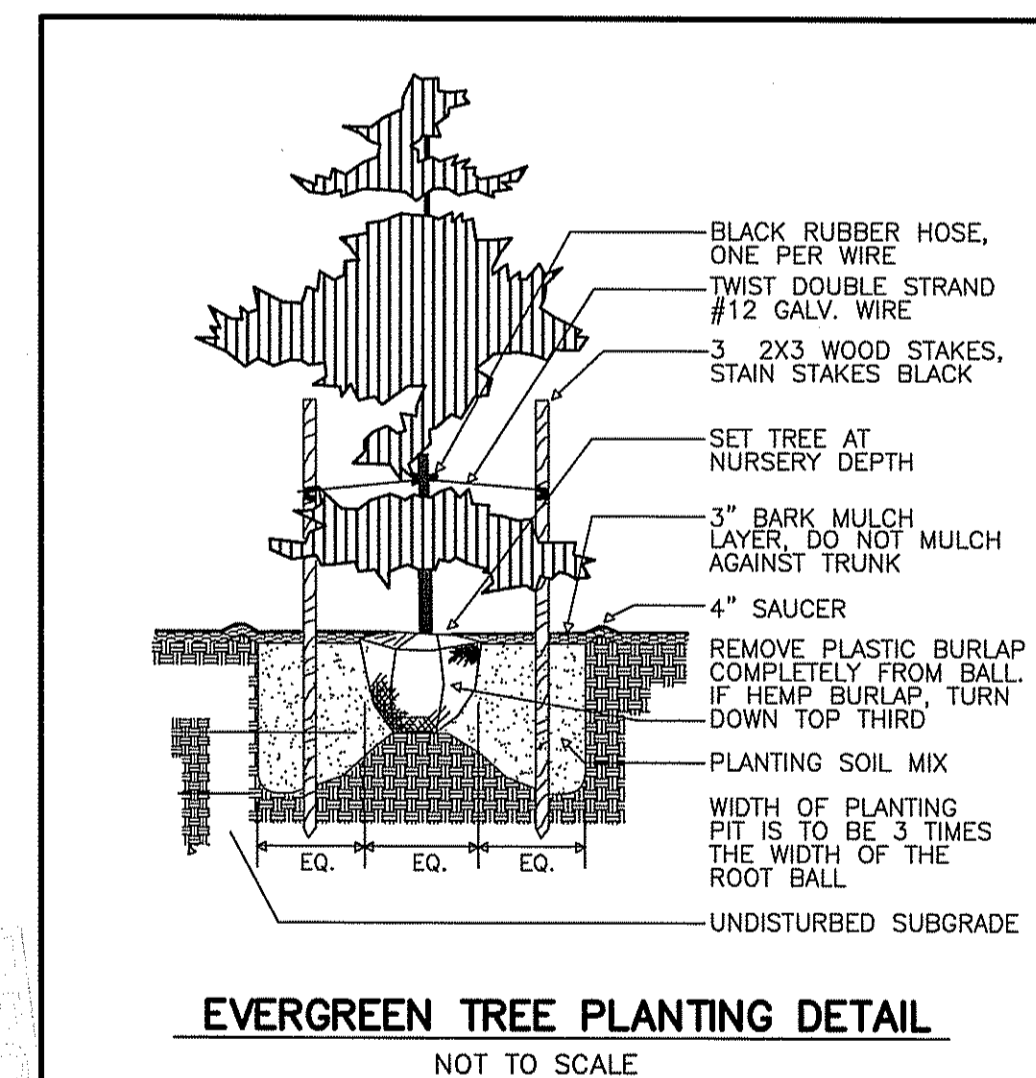 BLACK RUBBER HOSE,
ONE PER WIRE
TWIST DOUBLE STRAND
#12 GALV. WIRE
3 2X3 WOOD STAKES,
STAIN STAKES BLACK
SET TREE AT
NURSERY DEPTH
3" BARK MULCH
LAYER, DO NOT MULCH
AGAINST TRUNK
4" SAUCER
REMOVE PLASTIC BURLAP
COMPLETELY FROM BALL.
IF HEMP BURLAP, TURN
DOWN TOP THIRD
PLANTING SOIL MIX
WIDTH OF PLANTING
PIT IS TO BE 3 TIMES
THE WIDTH OF THE
ROOT BALL
EQ. EQ. EQ.
UNDISTURBED SUBGRADE
EVERGREEN TREE PLANTING DETAIL
NOT TO SCALE